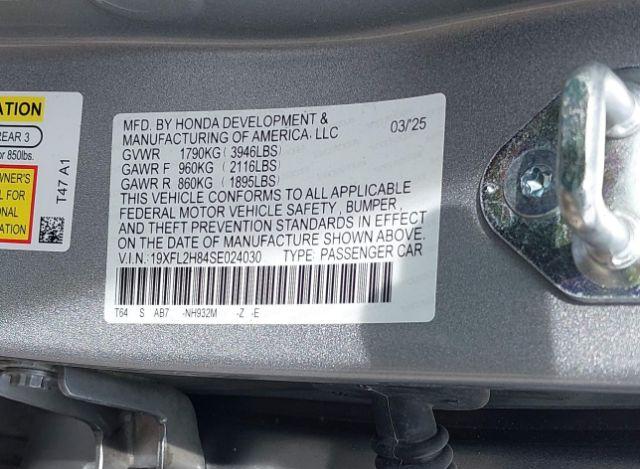 ATION
REAR 3
or 850lbs.
WNER'S
L FOR
ONAL
TION
T47 A1
MFD. BY HONDA DEVELOPMENT &
MANUFACTURING OF AMERICA, LLC 03/'25
GVWR 1790KG ( 3946LBS)
GAWR F 960KG ( 2116LBS)
GAWR R 860KG ( 1895LBS)
THIS VEHICLE CONFORMS TO ALL APPLICABLE
FEDERAL MOTOR VEHICLE SAFETY, BUMPER,
AND THEFT PREVENTION STANDARDS IN EFFECT
ON THE DATE OF MANUFACTURE SHOWN ABOVE.
V.I.N.:19XFL2H84SE024030 TYPE: PASSENGER CAR
T64 S AB7 -NH932M -Z -E